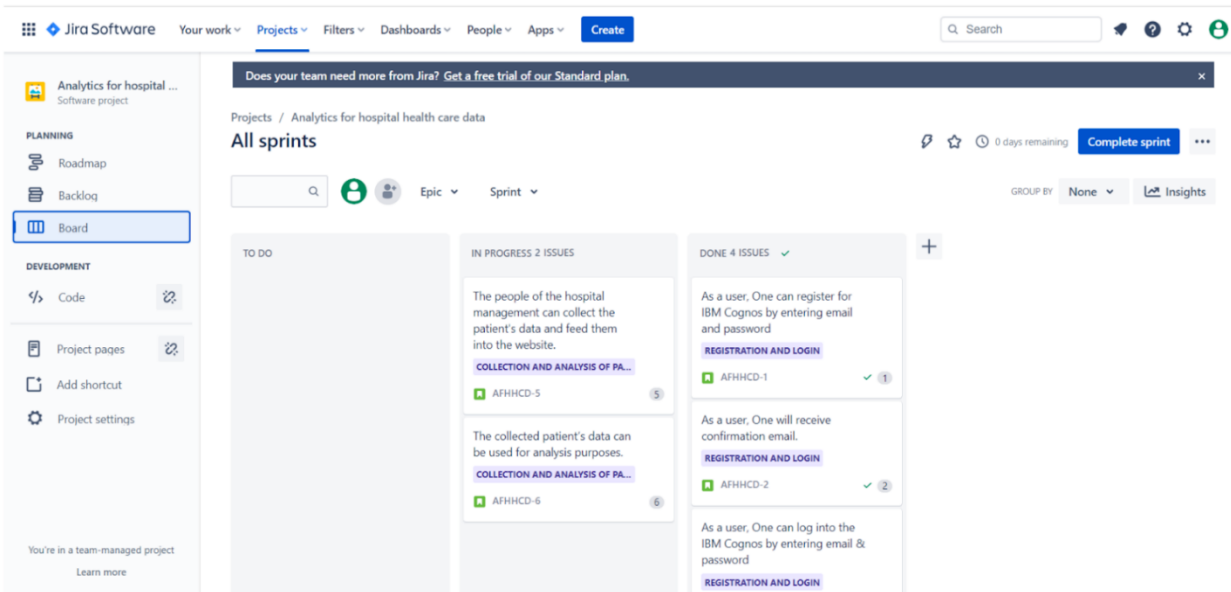 Jira Software Your work Projects Filters Dashboards People Apps Create Search
Does your team need more from Jira? Get a free trial of our Standard plan.
Analytics for hospital ...
Software project
PLANNING
Roadmap
Backlog
Board
DEVELOPMENT
Code
Project pages
Add shortcut
Project settings
You're in a team-managed project
Learn more
Projects / Analytics for hospital health care data
All sprints
0 days remaining Complete sprint
Epic Sprint
GROUP BY None Insights
TO DO
IN PROGRESS 2 ISSUES
The people of the hospital
management can collect the
patient's data and feed them
into the website.
COLLECTION AND ANALYSIS OF PA...
AFHHCD-5 5
The collected patient's data can
be used for analysis purposes.
COLLECTION AND ANALYSIS OF PA...
AFHHCD-6 6
DONE 4 ISSUES
As a user, One can register for
IBM Cognos by entering email
and password
REGISTRATION AND LOGIN
AFHHCD-1 1
As a user, One will receive
confirmation email.
REGISTRATION AND LOGIN
AFHHCD-2 2
As a user, One can log into the
IBM Cognos by entering email &
password
REGISTRATION AND LOGIN